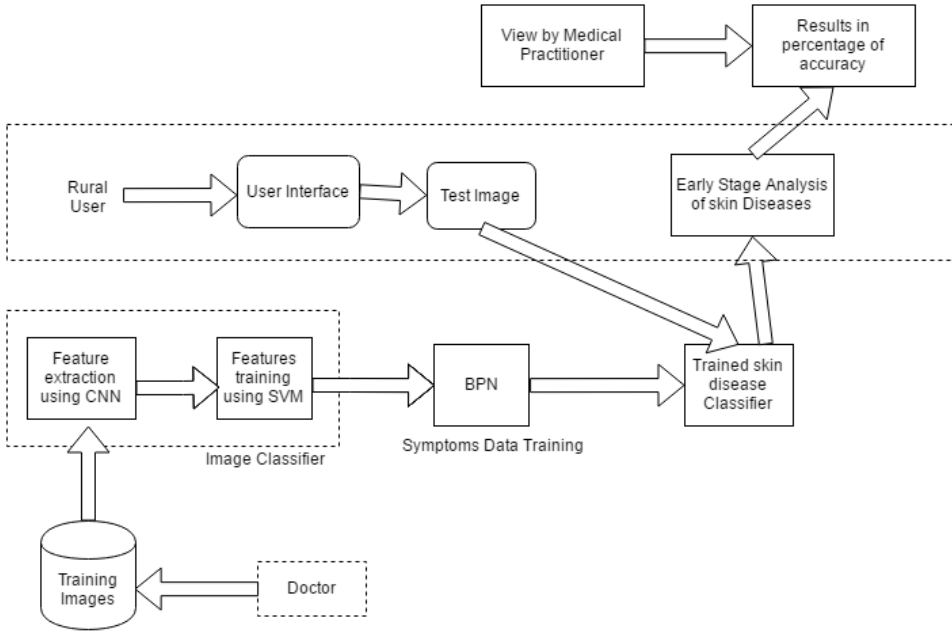 View by Medical
Practitioner
Results in
percentage of
accuracy
Rural
User
User Interface
Test Image
Early Stage Analysis
of skin Diseases
Feature
extraction
using CNN
Features
training
using SVM
BPN
Trained skin
disease
Classifier
Symptoms Data Training
Image Classifier
Training
Images
Doctor